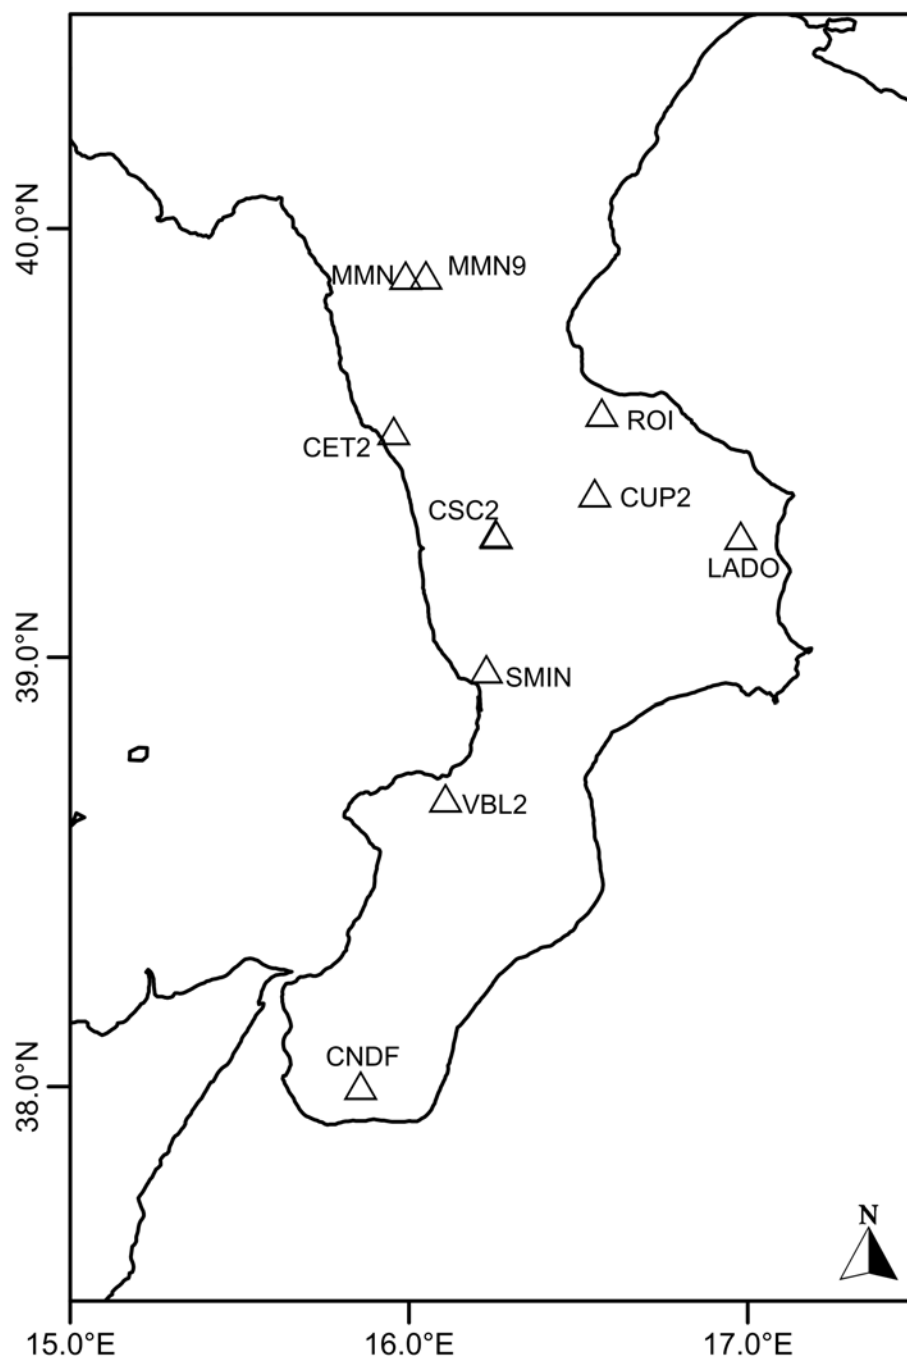 40.0°N
MMN
MMN9
ROI
CET2
CUP2
CSC2
LADO
39.0°N
SMIN
VBL2
38.0°N
CNDF
N
15.0°E
16.0°E
17.0°E